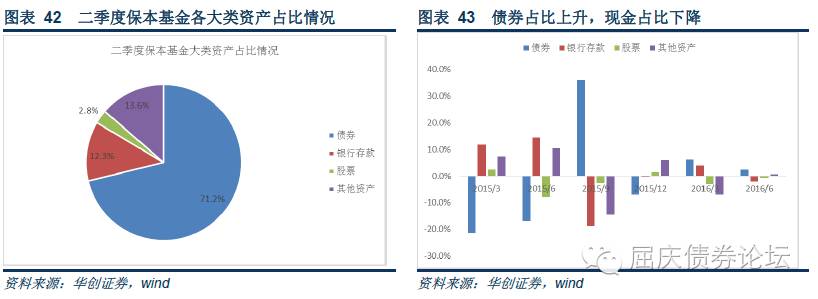 图表 42 二季度保本基金各大类资产占比情况
二季度保本基金大类资产占比情况
13.6%
2.8%
12.3%
71.2%
债券
银行存款
股票
其他资产
资料来源：华创证券，wind
图表 43 债券占比上升，现金占比下降
债券 银行存款 股票 其他资产
40.0%
30.0%
20.0%
10.0%
0.0%
-10.0%
-20.0%
-30.0%
2015/3 2015/6 2015/9 2015/12 2016/3 2016/6
屈庆债券论坛
资料来源：华创证券，wind